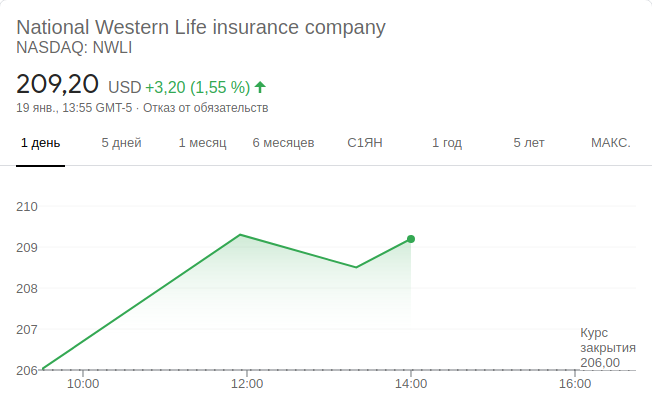 National Western Life insurance company
NASDAQ: NWLI
209,20 USD +3,20 (1,55 %)
19 янв., 13:55 GMT-5 · Отказ от обязательств
1 день 5 дней 1 месяц 6 месяцев С1ЯН 1 год 5 лет МАКС.
210
209
208
207
206
Курс
закрытия
206,00
10:00 12:00 14:00 16:00